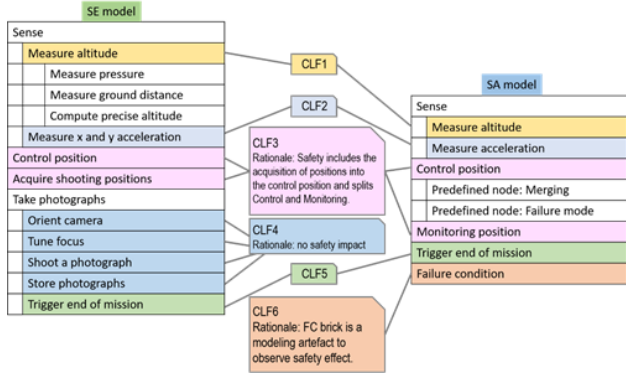 SE model
Sense
Measure altitude
Measure pressure
Measure ground distance
Compute precise altitude
Measure x and y acceleration
Control position
Acquire shooting positions
Take photographs
Orient camera
Tune focus
Shoot a photograph
Store photographs
Trigger end of mission
CLF1
CLF2
CLF3
Rationale: Safety includes the
acquisition of positions into
the control position and splits
Control and Monitoring.
CLF4
Rationale: no safety impact
CLF5
CLF6
Rationale: FC brick is a
modeling artefact to
observe safety effect.
SA model
Sense
Measure altitude
Measure acceleration
Control position
Predefined node: Merging
Predefined node: Failure mode
Monitoring position
Trigger end of mission
Failure condition